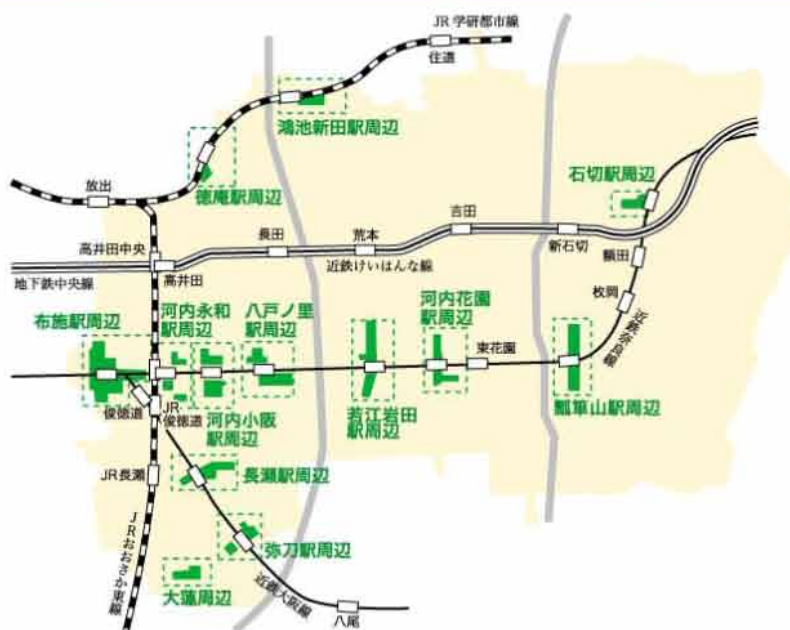 JR 学研都市線
住道
鴻池新田駅周辺
徳庵駅周辺
石切駅周辺
放出
吉田
長田
荒本
新石切
額田
高井田中央
高井田
近鉄けいはんな線
地下鉄中央線
枚岡
近鉄奈良線
布施駅周辺
河内永和
駅周辺
八戸ノ里
駅周辺
河内花園
駅周辺
東花園
俊徳道
JR
俊徳道
河内小阪
駅周辺
若江岩田
駅周辺
瓢箪山駅周辺
JR長瀬
長瀬駅周辺
弥刀駅周辺
JRおおさか東線
大蓮周辺
近鉄大阪線
八尾